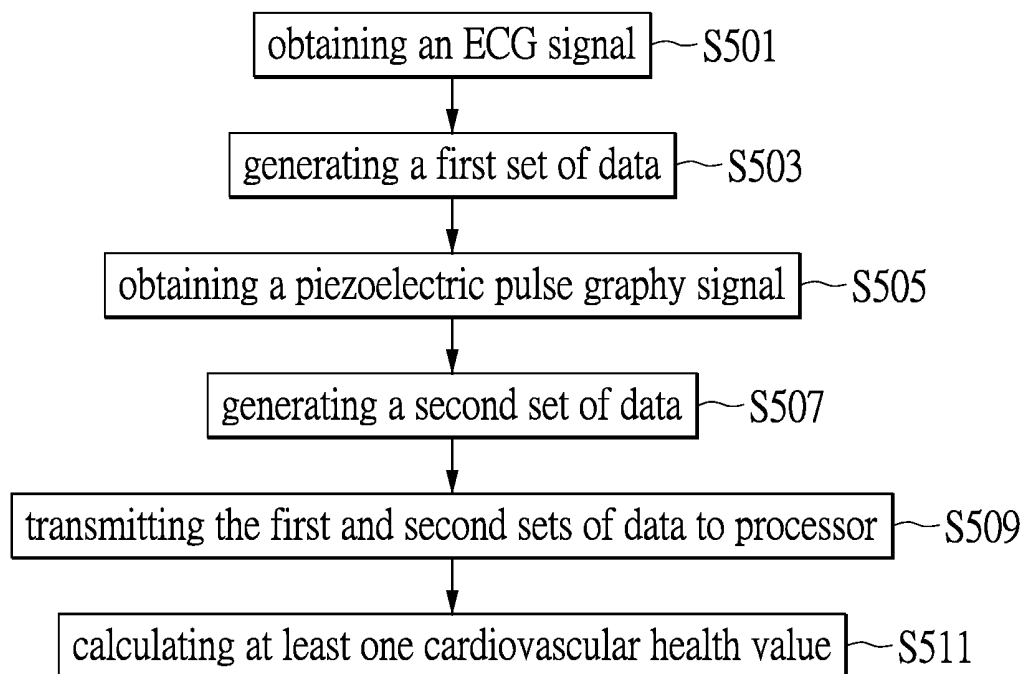 obtaining an ECG signal S501
generating a first set of data S503
obtaining a piezoelectric pulse graphy signal S505
generating a second set of data S507
transmitting the first and second sets of data to processor S509
calculating at least one cardiovascular health value S511